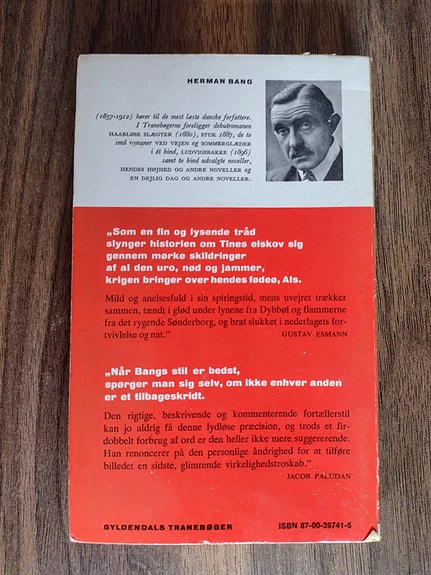 HERMAN BANG
(1857-1912) hører til de mest læste danske forfattere.
I Tranebøgerne foreligger debutromanen
HAABLØSE SLÆGTER (1880), STUK 1887, de to
små romaner VED VEJEN og SOMMERGLÆDER
i ét bind, LUDVIGSBAKKE (1896)
samt to bind udvalgte noveller,
HENDES HØJHED OG ANDRE NOVELLER og
EN DEJLIG DAG OG ANDRE NOVELLER.
„Som en fin og lysende tråd
slynger historien om Tines elskov sig
gennem mørke skildringer
af al den uro, nød og jammer,
krigen bringer over hendes fødeø, Als.
Mild og anelsesfuld i sin spiringstid, mens uvejret trækker
sammen, tændt i glød under lynene fra Dybbøl og flammerne
fra det rygende Sønderborg, og brat slukket i nederlagets for-
tvivlelse og nat.“ GUSTAV ESMANN
„Når Bangs stil er bedst,
spørger man sig selv, om ikke enhver anden
er et tilbageskridt.
Den rigtige, beskrivende og kommenterende fortællerstil
kan jo aldrig få denne lydløse præcision, og trods et fir-
dobbelt forbrug af ord er den heller ikke mere suggererende.
Han renoncerer på den personlige åndrighed for at tilføre
billedet en sidste, glimrende virkelighedstroskab.“
JACOB PALUDAN
GYLDENDALS TRANEBØGER ISBN 87-00-39741-5